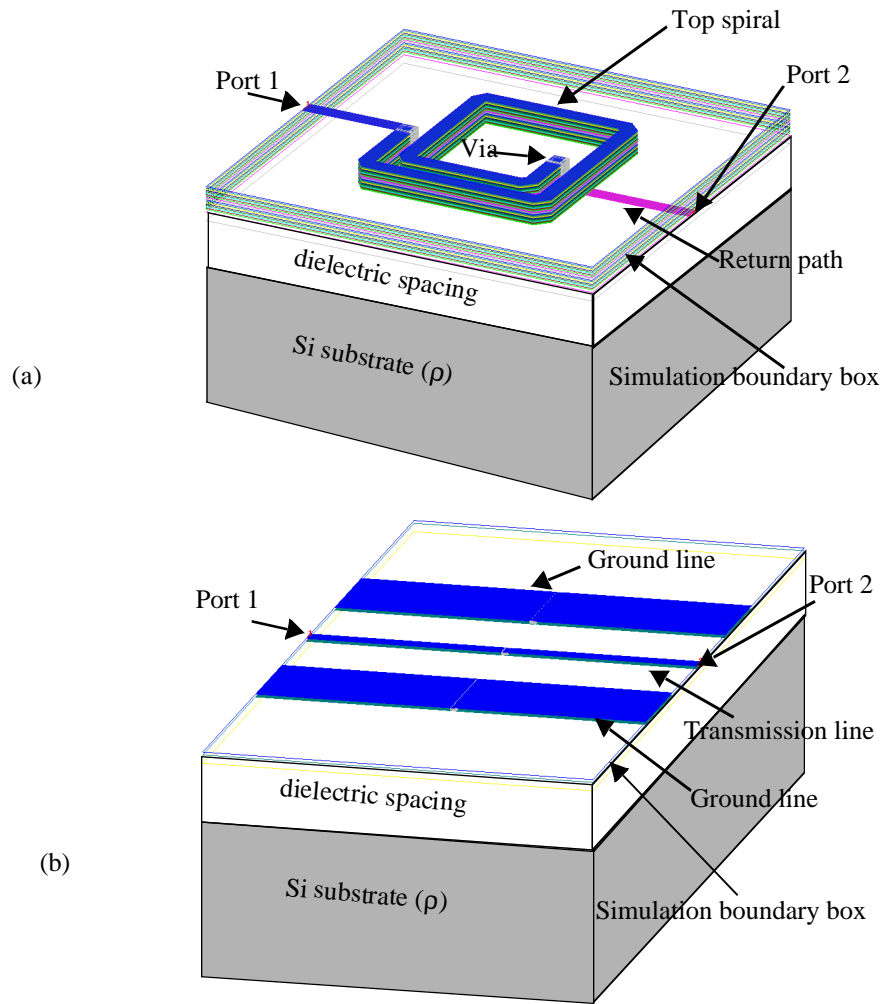 Top spiral
Port 1
Port 2
Via
Return path
dielectric spacing
Si substrate (ρ)
Simulation boundary box
(a)
Ground line
Port 1
Port 2
Transmission line
dielectric spacing
Ground line
(b)
Si substrate (ρ)
Simulation boundary box